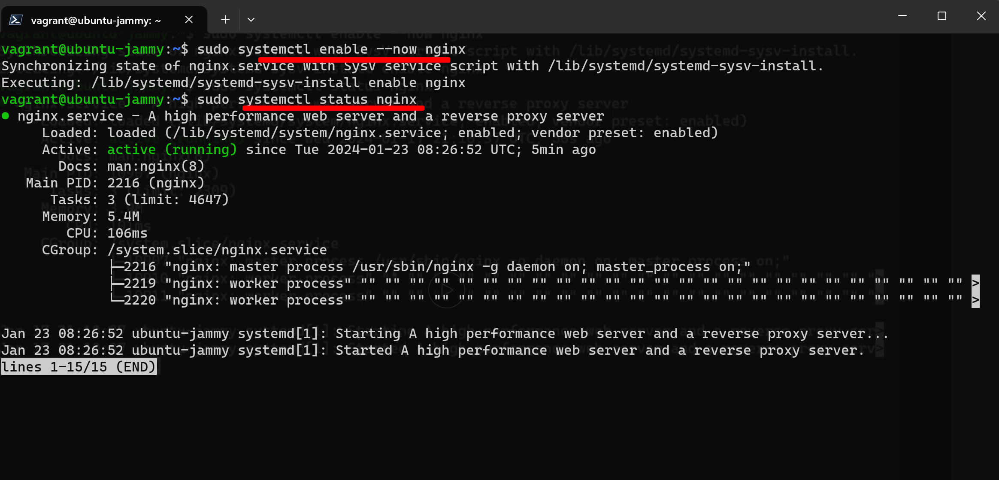 vagrant@ubuntu-jammy: ~
vagrant@ubuntu-jammy:~$ sudo systemctl enable --now nginx
Synchronizing state of nginx.service with SysV service script with /lib/systemd/systemd-sysv-install.
Executing: /lib/systemd/systemd-sysv-install enable nginx
vagrant@ubuntu-jammy:~$ sudo systemctl status nginx
● nginx.service - A high performance web server and a reverse proxy server
     Loaded: loaded (/lib/systemd/system/nginx.service; enabled; vendor preset: enabled)
     Active: active (running) since Tue 2024-01-23 08:26:52 UTC; 5min ago
       Docs: man:nginx(8)
   Main PID: 2216 (nginx)
      Tasks: 3 (limit: 4647)
     Memory: 5.4M
        CPU: 106ms
     CGroup: /system.slice/nginx.service
             ├─2216 "nginx: master process /usr/sbin/nginx -g daemon on; master_process on;"
             ├─2219 "nginx: worker process" "" "" "" "" "" "" "" "" "" "" "" "" "" "" "" "" "" "" "" "" "" "" "" "" "" >
             └─2220 "nginx: worker process" "" "" "" "" "" "" "" "" "" "" "" "" "" "" "" "" "" "" "" "" "" "" "" "" "" >
Jan 23 08:26:52 ubuntu-jammy systemd[1]: Starting A high performance web server and a reverse proxy server...
Jan 23 08:26:52 ubuntu-jammy systemd[1]: Started A high performance web server and a reverse proxy server.
lines 1-15/15 (END)